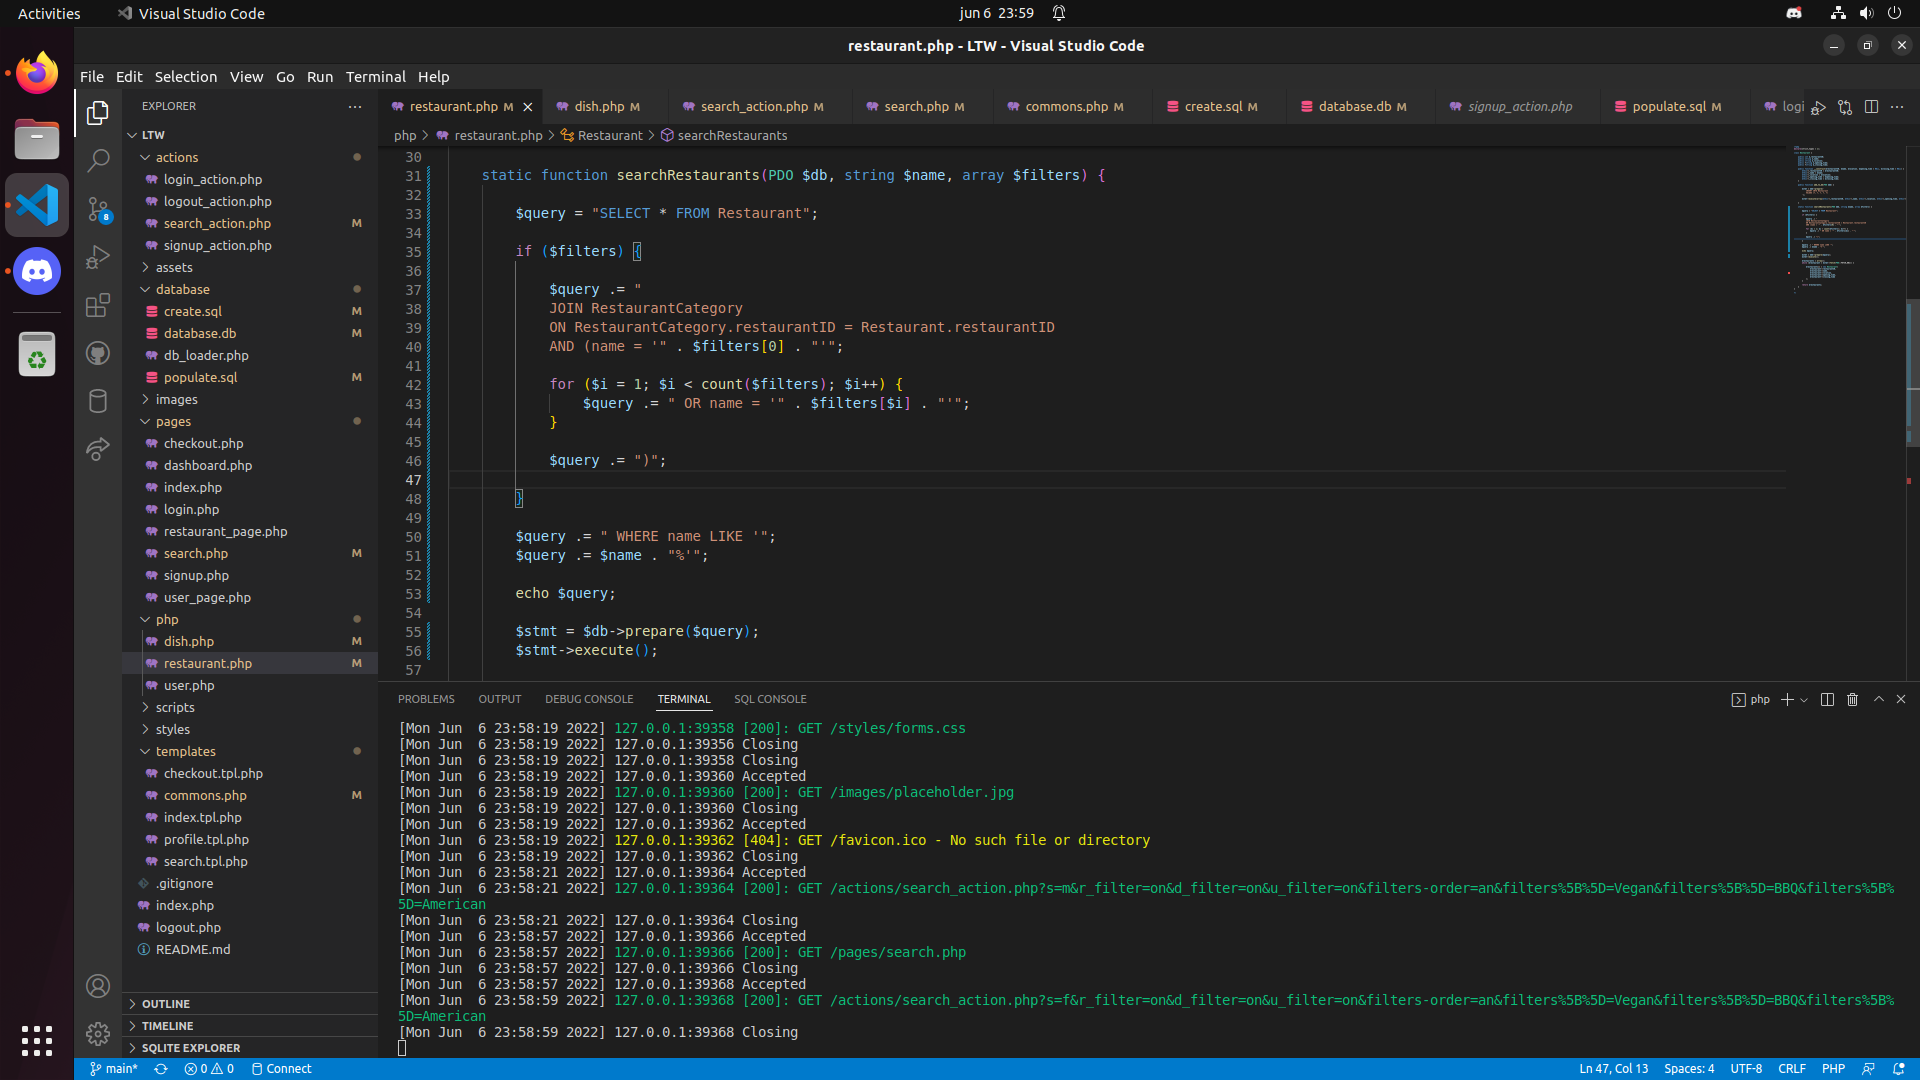 Activities
Visual Studio Code
jun 6 23:59
restaurant.php - LTW - Visual Studio Code
File Edit Selection View Go Run Terminal Help
EXPLORER
LTW
actions
login_action.php
logout_action.php
search_action.php M
signup_action.php
assets
database
create.sql M
database.db M
db_loader.php
populate.sql M
images
pages
checkout.php
dashboard.php
index.php
login.php
restaurant_page.php
search.php M
signup.php
user_page.php
php
dish.php M
restaurant.php M
user.php
scripts
styles
templates
checkout.tpl.php
commons.php M
index.tpl.php
profile.tpl.php
search.tpl.php
.gitignore
index.php
logout.php
README.md
OUTLINE
TIMELINE
SQLITE EXPLORER
8
restaurant.php M dish.php M search_action.php M search.php M commons.php M create.sql M database.db M signup_action.php populate.sql M logi
php > restaurant.php > Restaurant > searchRestaurants
30
31 static function searchRestaurants(PDO $db, string $name, array $filters) {
32
33 $query = "SELECT * FROM Restaurant";
34
35 if ($filters) {
36
37 $query .= "
38 JOIN RestaurantCategory
39 ON RestaurantCategory.restaurantID = Restaurant.restaurantID
40 AND (name = '" . $filters[0] . "'";
41
42 for ($i = 1; $i < count($filters); $i++) {
43 $query .= " OR name = '" . $filters[$i] . "'";
44 }
45
46 $query .= ")";
47
48 }
49
50 $query .= " WHERE name LIKE '";
51 $query .= $name . "%'";
52
53 echo $query;
54
55 $stmt = $db->prepare($query);
56 $stmt->execute();
57
PROBLEMS OUTPUT DEBUG CONSOLE TERMINAL SQL CONSOLE
php
[Mon Jun  6 23:58:19 2022] 127.0.0.1:39358 [200]: GET /styles/forms.css
[Mon Jun  6 23:58:19 2022] 127.0.0.1:39356 Closing
[Mon Jun  6 23:58:19 2022] 127.0.0.1:39358 Closing
[Mon Jun  6 23:58:19 2022] 127.0.0.1:39360 Accepted
[Mon Jun  6 23:58:19 2022] 127.0.0.1:39360 [200]: GET /images/placeholder.jpg
[Mon Jun  6 23:58:19 2022] 127.0.0.1:39360 Closing
[Mon Jun  6 23:58:19 2022] 127.0.0.1:39362 Accepted
[Mon Jun  6 23:58:19 2022] 127.0.0.1:39362 [404]: GET /favicon.ico - No such file or directory
[Mon Jun  6 23:58:19 2022] 127.0.0.1:39362 Closing
[Mon Jun  6 23:58:21 2022] 127.0.0.1:39364 Accepted
[Mon Jun  6 23:58:21 2022] 127.0.0.1:39364 [200]: GET /actions/search_action.php?s=m&r_filter=on&d_filter=on&u_filter=on&filters-order=an&filters%5B%5D=Vegan&filters%5B%5D=BBQ&filters%5B%
5D=American
[Mon Jun  6 23:58:21 2022] 127.0.0.1:39364 Closing
[Mon Jun  6 23:58:57 2022] 127.0.0.1:39366 Accepted
[Mon Jun  6 23:58:57 2022] 127.0.0.1:39366 [200]: GET /pages/search.php
[Mon Jun  6 23:58:57 2022] 127.0.0.1:39366 Closing
[Mon Jun  6 23:58:57 2022] 127.0.0.1:39368 Accepted
[Mon Jun  6 23:58:59 2022] 127.0.0.1:39368 [200]: GET /actions/search_action.php?s=f&r_filter=on&d_filter=on&u_filter=on&filters-order=an&filters%5B%5D=Vegan&filters%5B%5D=BBQ&filters%5B%
5D=American
[Mon Jun  6 23:58:59 2022] 127.0.0.1:39368 Closing
main* 0 0 Connect
Ln 47, Col 13 Spaces: 4 UTF-8 CRLF PHP